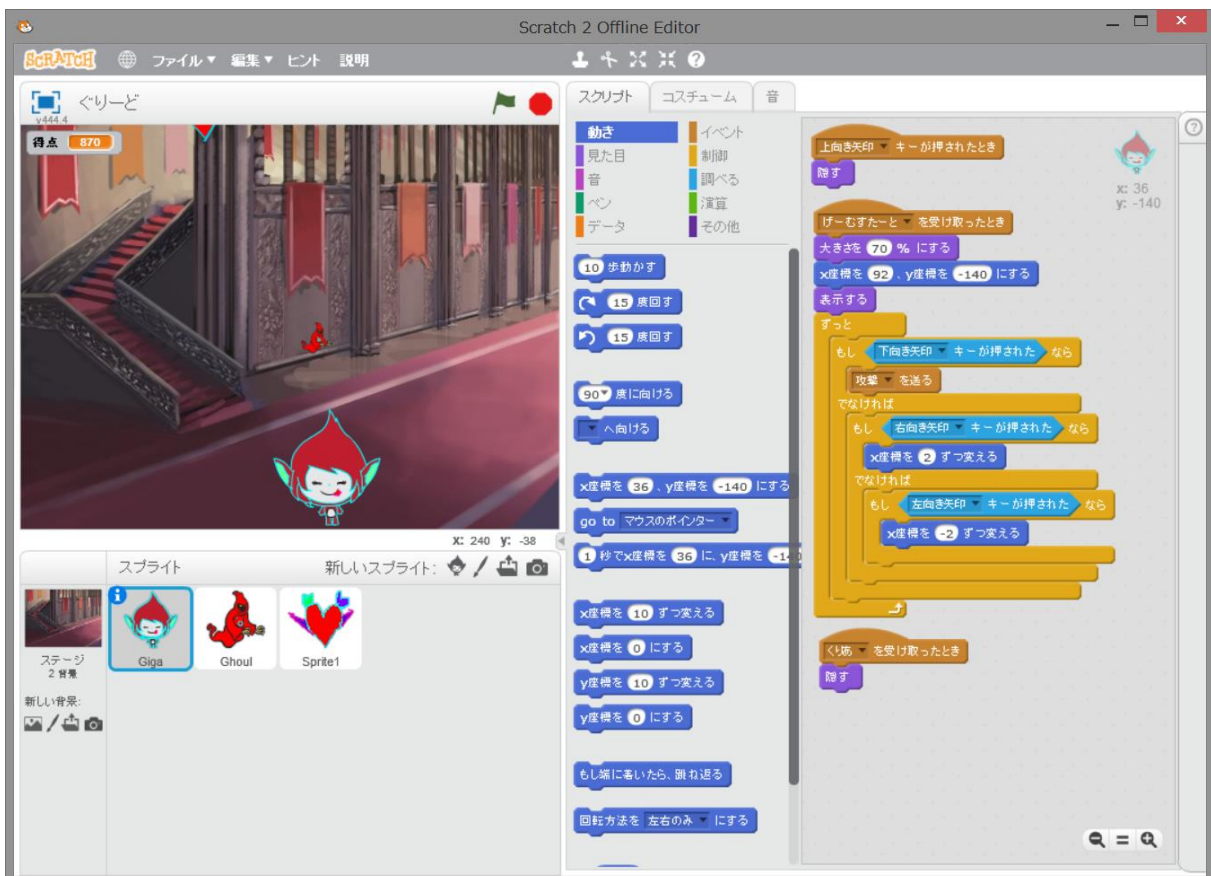 Scratch 2 Offline Editor
SCRATCH ファイル▼ 編集▼ ヒント 説明
ぐりーど
v444.4
得点 870
X: 240 y: -38
スプライト 新しいスプライト:
ステージ
2 背景
新しい背景:
Giga
Ghoul
Sprite1
スクリプト コスチューム 音
動き イベント
見た目 制御
音 調べる
ペン 演算
データ その他
10 歩動かす
15 度回す
15 度回す
90▼ 度に向ける
▼ へ向ける
x座標を 36 、y座標を -140 にする
go to マウスのポインター ▼
1 秒でx座標を 36 に、y座標を -140
x座標を 10 ずつ変える
x座標を 0 にする
y座標を 10 ずつ変える
y座標を 0 にする
もし端に着いたら、跳ね返る
回転方法を 左右のみ ▼ にする
上向き矢印 ▼ キーが押されたとき
隠す
げーむすたーと ▼ を受け取ったとき
大きさを 70 % にする
x座標を 92 、y座標を -140 にする
表示する
ずっと
もし 下向き矢印 ▼ キーが押された なら
攻撃 ▼ を送る
でなければ
もし 右向き矢印 ▼ キーが押された なら
x座標を 2 ずつ変える
でなければ
もし 左向き矢印 ▼ キーが押された なら
x座標を -2 ずつ変える
くりあ ▼ を受け取ったとき
隠す
x: 36
y: -140